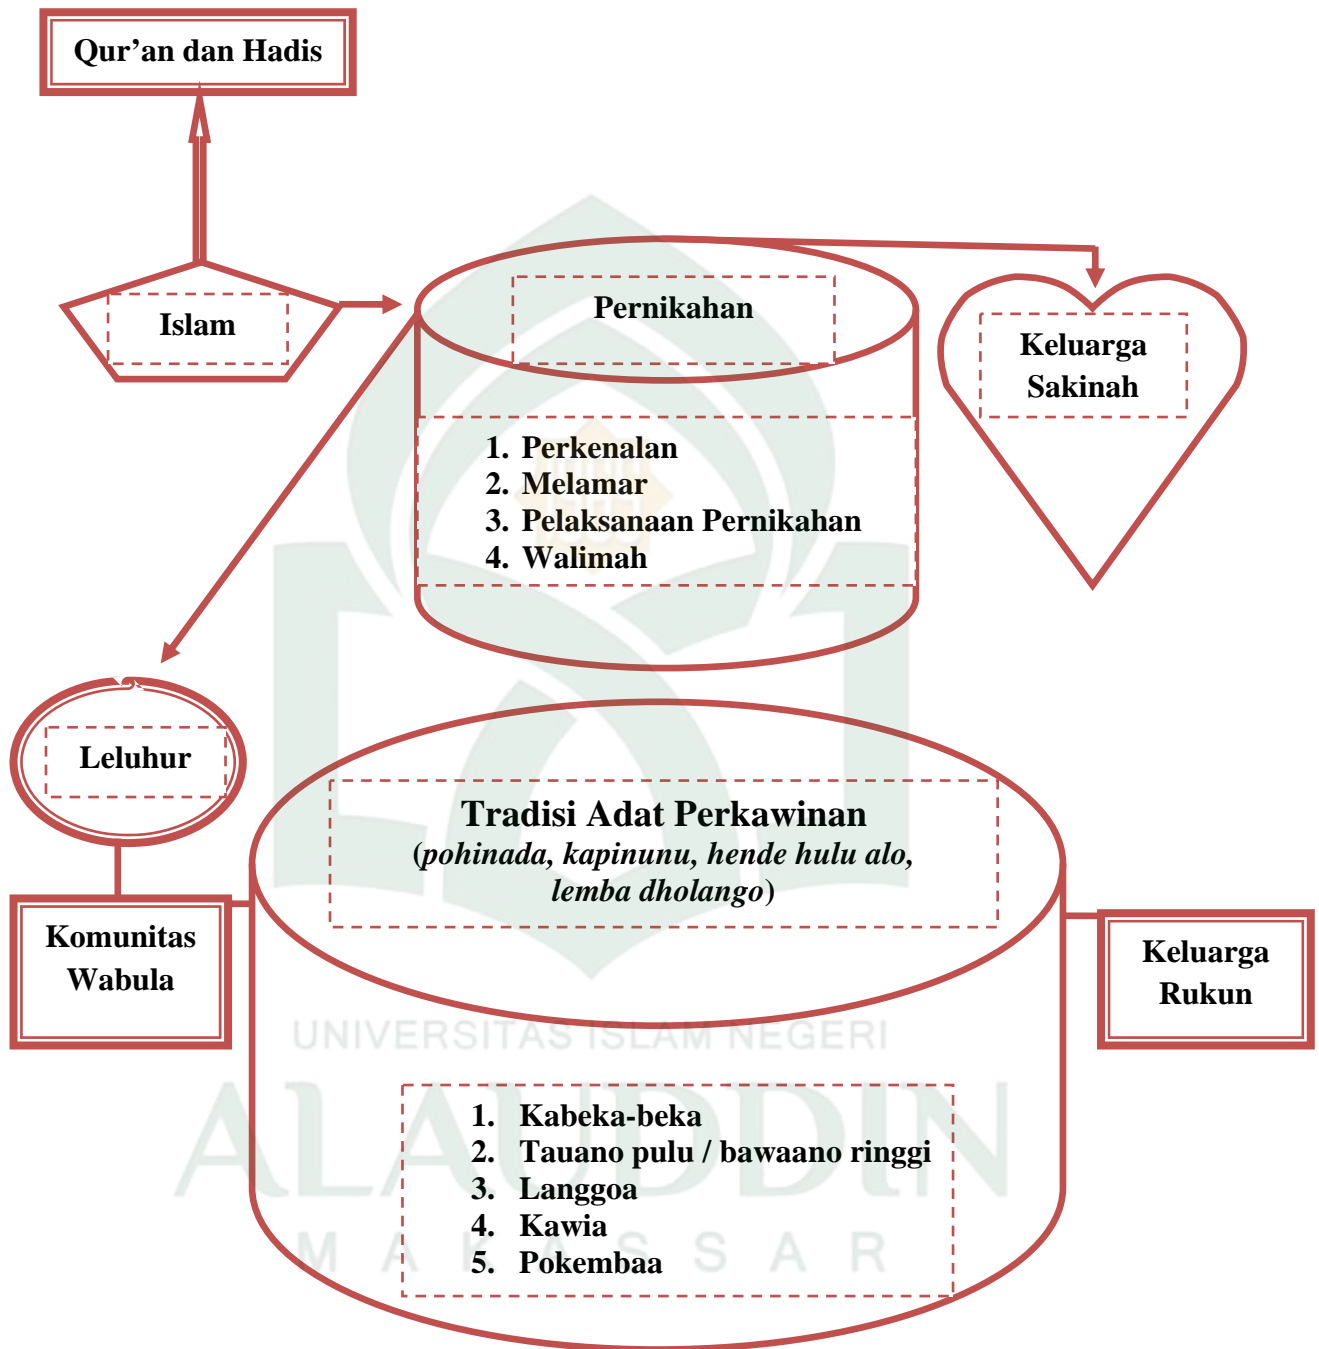 Qur’an dan Hadis
Islam
Pernikahan
Keluarga
Sakinah
1. Perkenalan
2. Melamar
3. Pelaksanaan Pernikahan
4. Walimah
Leluhur
Tradisi Adat Perkawinan
(pohinada, kapinunu, hende hulu alo,
lemba dholango)
Komunitas
Wabula
Keluarga
Rukun
UNIVERSITAS ISLAM NEGERI
ALAUDDIN
MAKASSAR
1. Kabeka-beka
2. Tauano pulu / bawaano ringgi
3. Langgoa
4. Kawia
5. Pokembaa